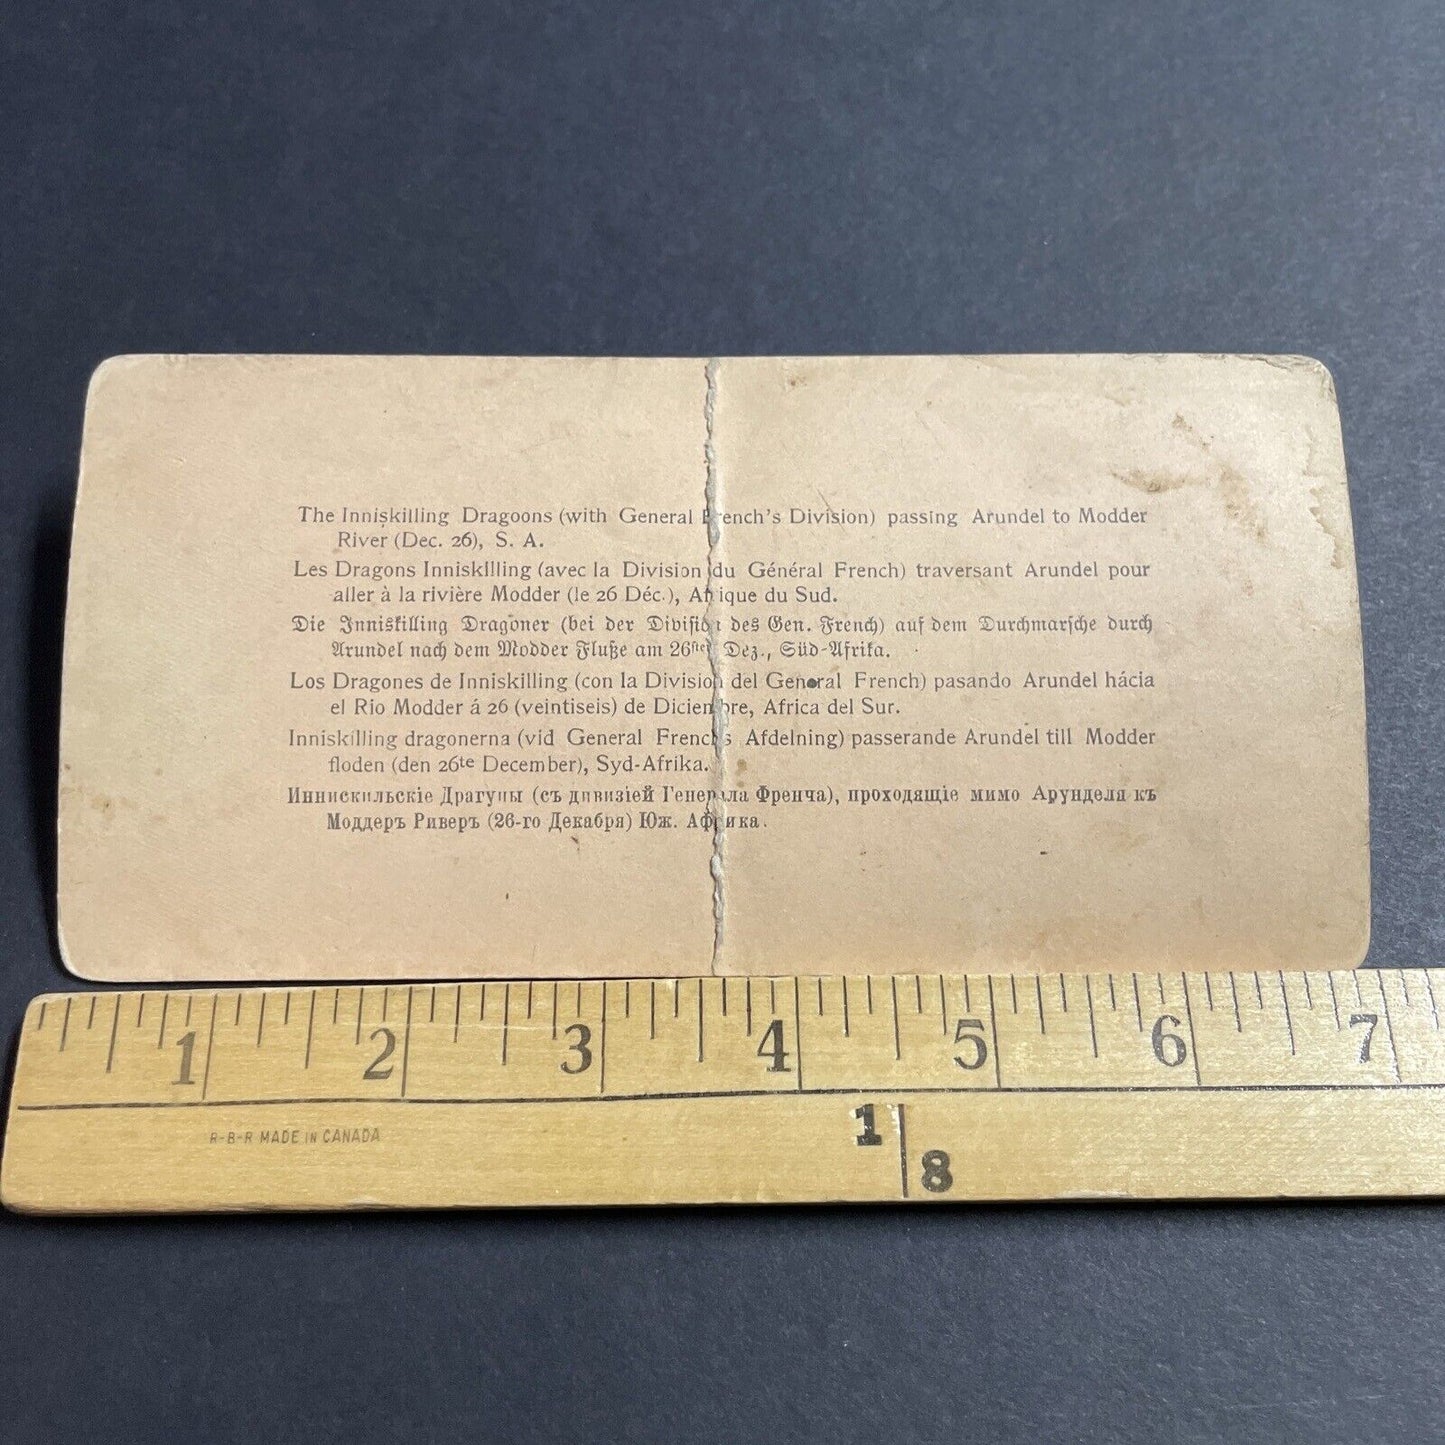 The Inniskilling Dragoons (with General French's Division) passing Arundel to Modder
River (Dec. 26), S. A.
Les Dragons Inniskilling (avec la Division du Général French) traversant Arundel pour
aller à la rivière Modder (le 26 Déc.), Afrique du Sud.
Die Inniskilling Dragoner (bei der Division des Gen. French) auf dem Durchmarsche durch
Arundel nach dem Modder Fluße am 26sten Dez., Süd-Afrika.
Los Dragones de Inniskilling (con la Division del General French) pasando Arundel hácia
el Rio Modder á 26 (veintiseis) de Diciembre, Africa del Sur.
Inniskilling dragonerna (vid General French's Afdelning) passerande Arundel till Modder
floden (den 26te December), Syd-Afrika.
Иннискильскіе Драгуны (съ дивизіей Генерала Френча), проходящіе мимо Арунделя къ
Моддеръ Риверъ (26-го Декабря) Юж. Африка.
1 2 3 4 5 6 7
R-B-R MADE IN CANADA
1
8